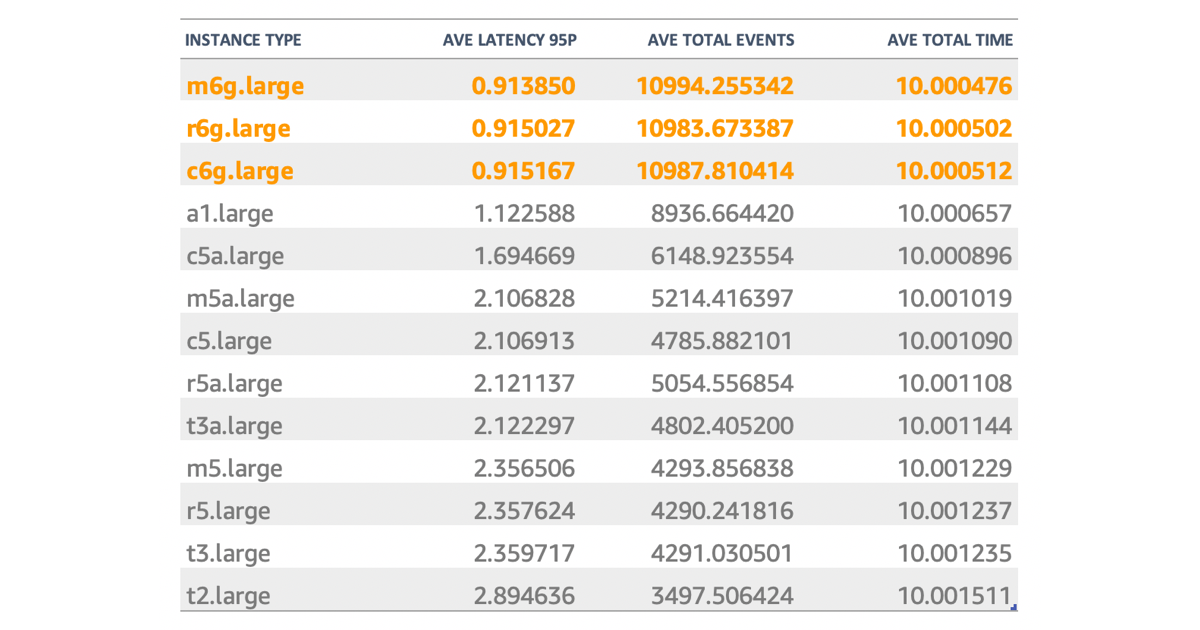 INSTANCE TYPE AVE LATENCY 95P AVE TOTAL EVENTS AVE TOTAL TIME
m6g.large 0.913850 10994.255342 10.000476
r6g.large 0.915027 10983.673387 10.000502
c6g.large 0.915167 10987.810414 10.000512
a1.large 1.122588 8936.664420 10.000657
c5a.large 1.694669 6148.923554 10.000896
m5a.large 2.106828 5214.416397 10.001019
c5.large 2.106913 4785.882101 10.001090
r5a.large 2.121137 5054.556854 10.001108
t3a.large 2.122297 4802.405200 10.001144
m5.large 2.356506 4293.856838 10.001229
r5.large 2.357624 4290.241816 10.001237
t3.large 2.359717 4291.030501 10.001235
t2.large 2.894636 3497.506424 10.001511